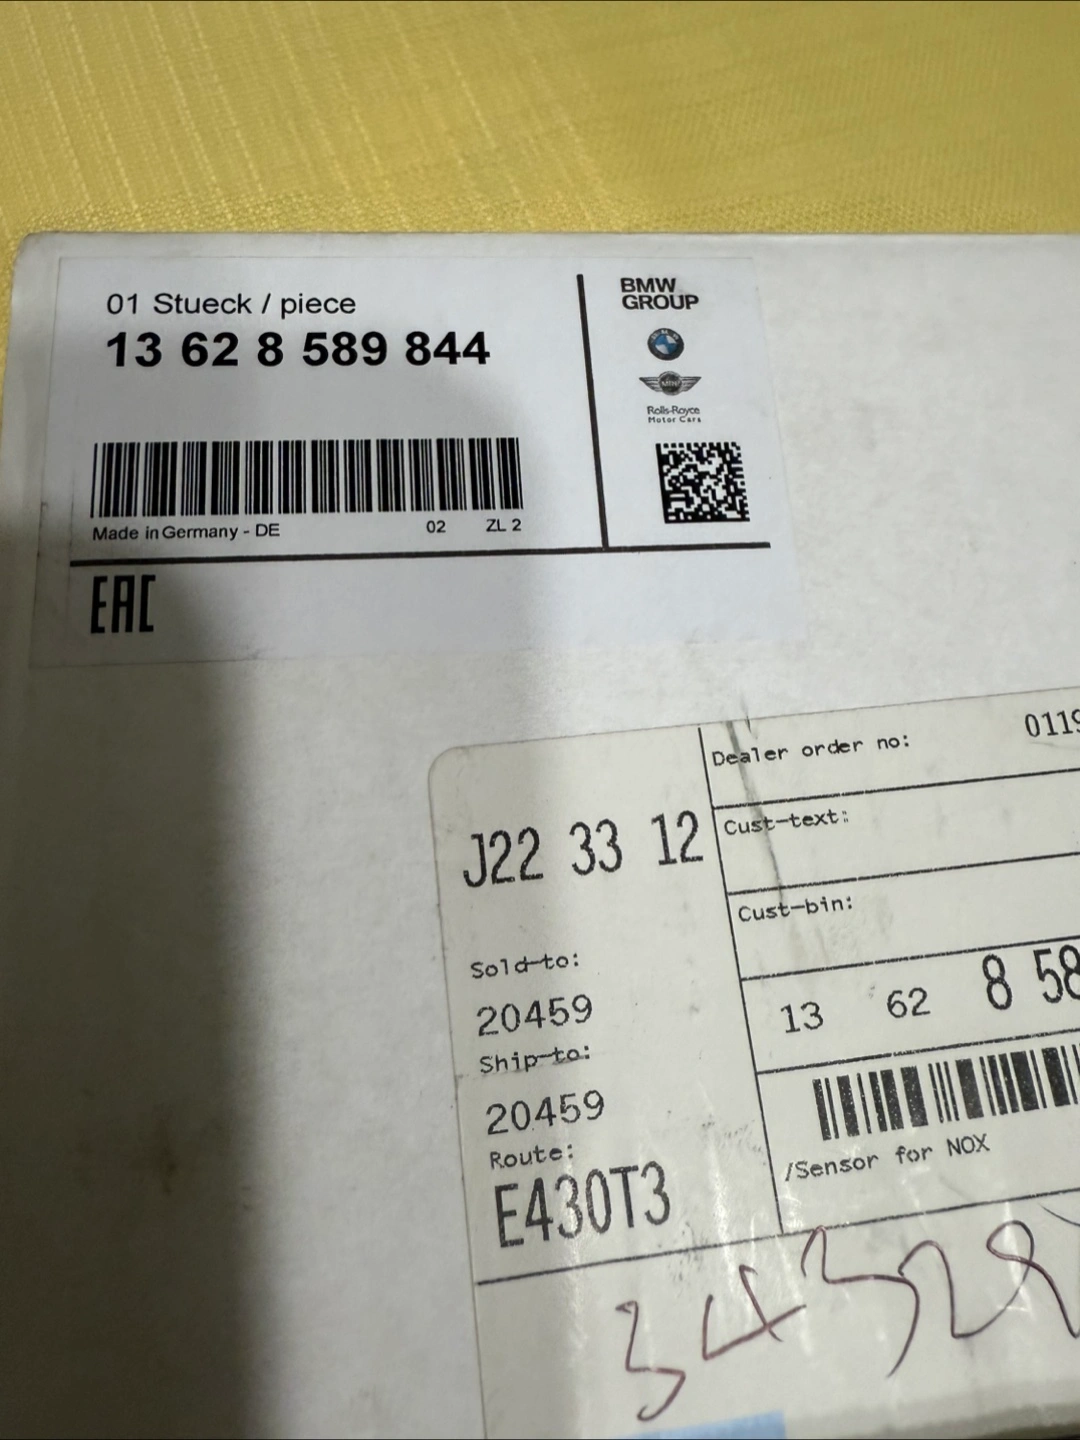 01 Stueck / piece
13 62 8 589 844
Made in Germany - DE 02 ZL 2
EAC
BMW
GROUP
Rolls-Royce
Motor Cars
Dealer order no: 0119
J22 33 12
Cust-text:
Cust-bin:
Sold-to:
20459
Ship-to:
20459
Route:
E430T3
13 62 8 58
/Sensor for NOX